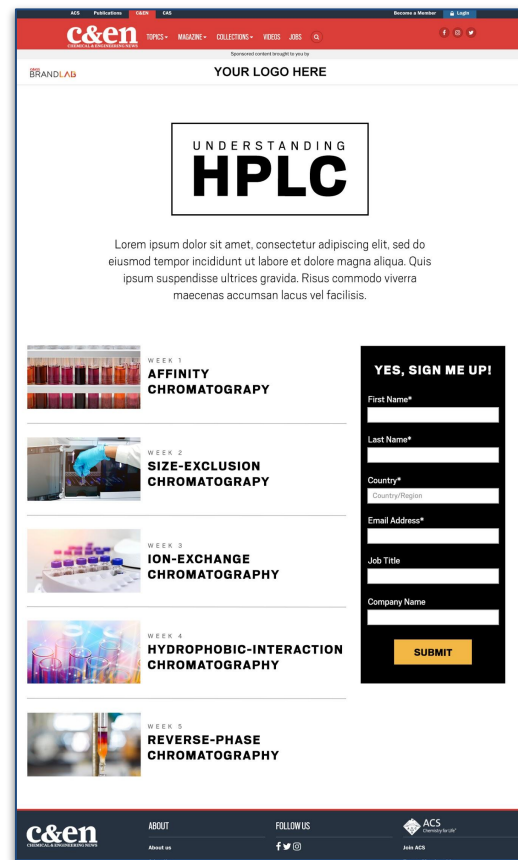 ACS Publications C&EN CAS Become a Member Login
c&en TOPICS MAGAZINE COLLECTIONS VIDEOS JOBS
CHEMICAL & ENGINEERING NEWS
Sponsored content brought to you by
BRANDLAB YOUR LOGO HERE
UNDERSTANDING
HPLC
Lorem ipsum dolor sit amet, consectetur adipiscing elit, sed do
eiusmod tempor incididunt ut labore et dolore magna aliqua. Quis
ipsum suspendisse ultrices gravida. Risus commodo viverra
maecenas accumsan lacus vel facilisis.
WEEK 1
AFFINITY
CHROMATOGRAPY
WEEK 2
SIZE-EXCLUSION
CHROMATOGRAPY
WEEK 3
ION-EXCHANGE
CHROMATOGRAPHY
WEEK 4
HYDROPHOBIC-INTERACTION
CHROMATOGRAPHY
WEEK 5
REVERSE-PHASE
CHROMATOGRAPHY
YES, SIGN ME UP!
First Name*
Last Name*
Country*
Country/Region
Email Address*
Job Title
Company Name
SUBMIT
c&en
CHEMICAL & ENGINEERING NEWS
ABOUT
About us
FOLLOW US
ACS
Chemistry for Life
Join ACS